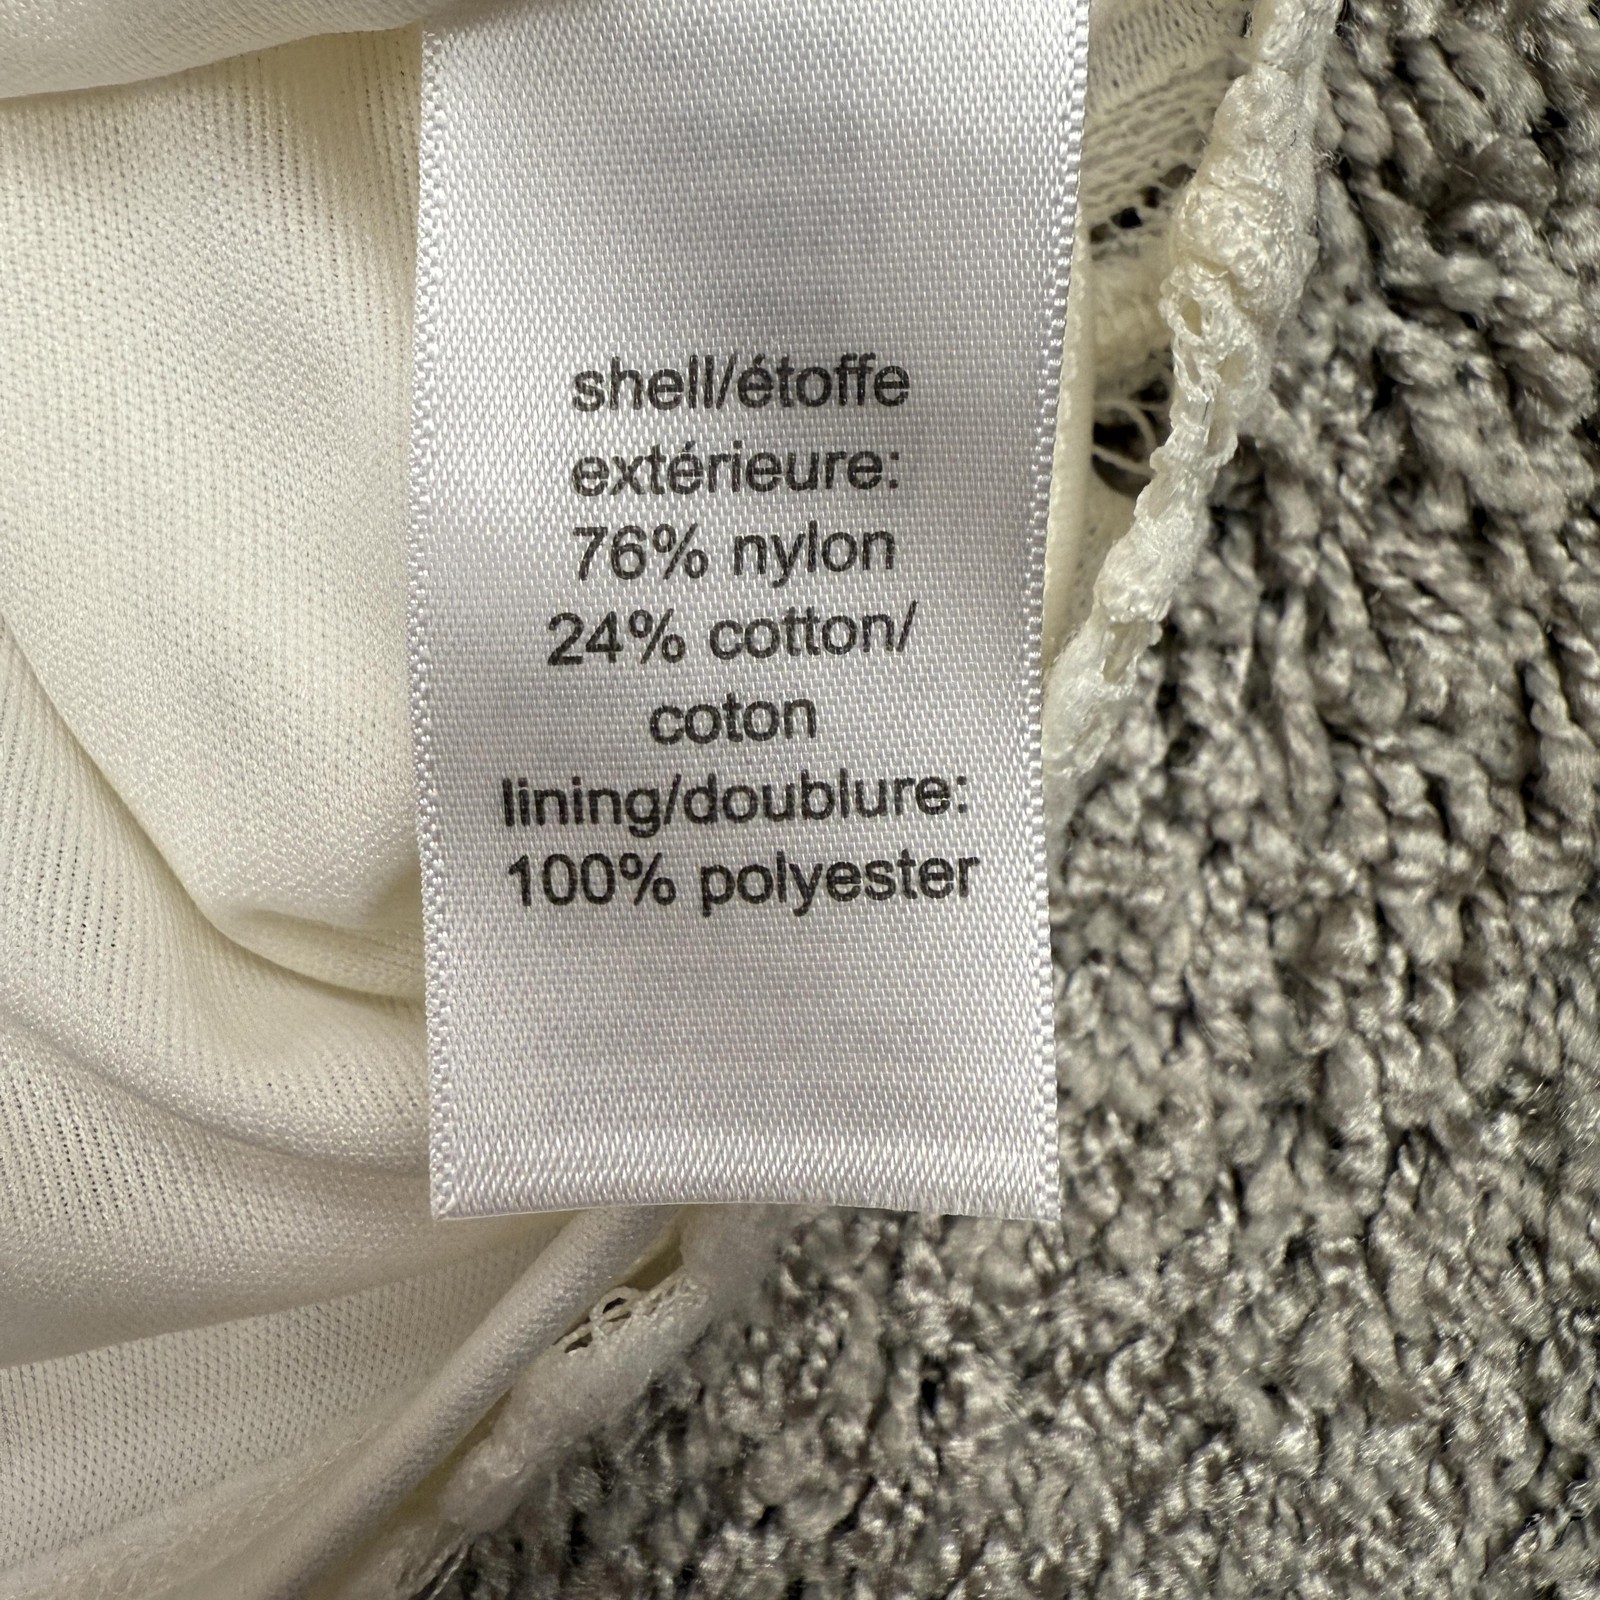 shell/étoffe
extérieure:
76% nylon
24% cotton/
coton
lining/doublure:
100% polyester